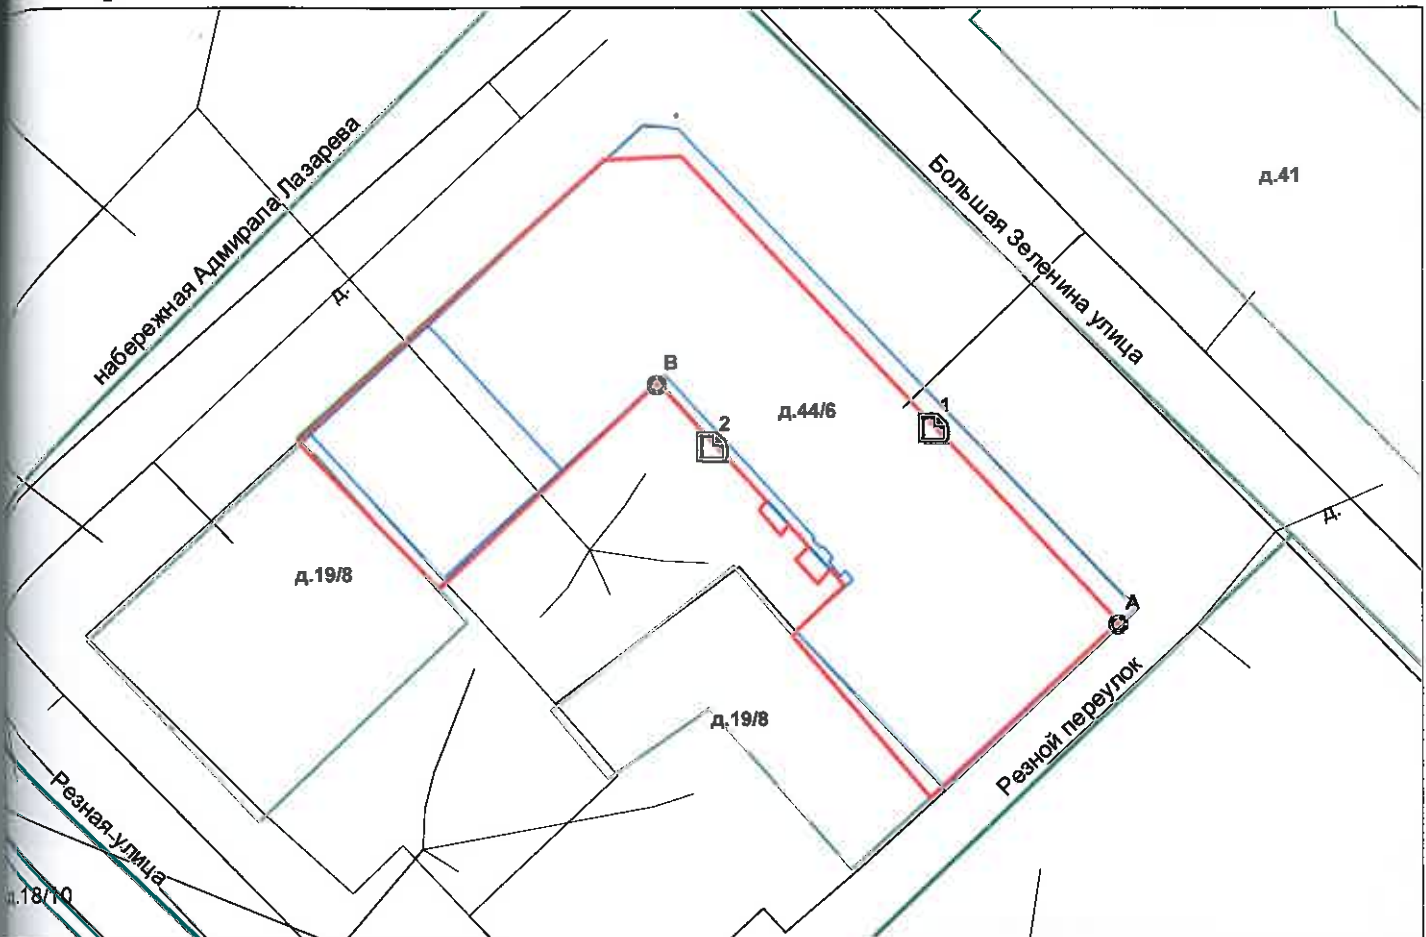 набережная Адмирала Лазарева
Большая Зеленина улица
д.41
д.
В
2
д.44/6
1
д.
д.19/8
А
д.19/8
Резной переулок
Резная улица
д.18/10